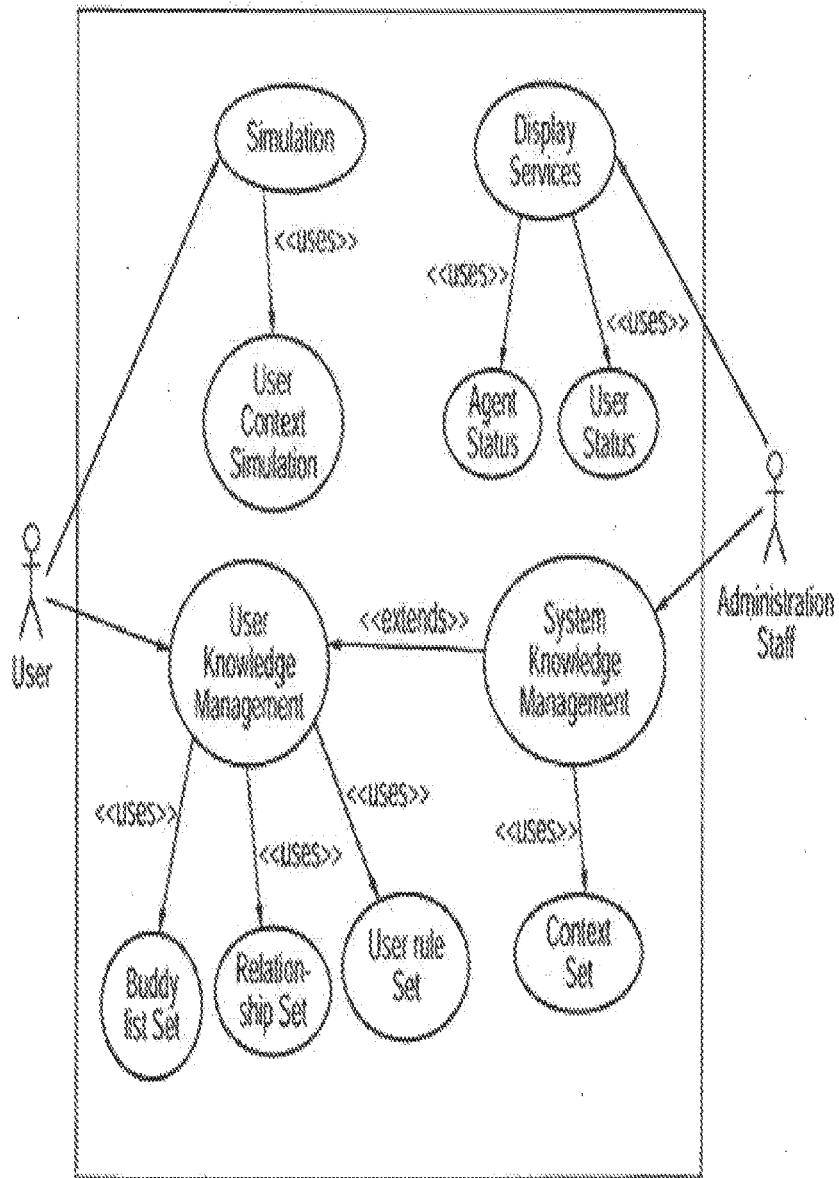 Simulation
Display
Services
<<uses>>
<<uses>>
<<uses>>
User
Context
Simulation
Agent
Status
User
Status
User
Administration
Staff
User
Knowledge
Management
<<extends>>
System
Knowledge
Management
<<uses>>
<<uses>>
<<uses>>
<<uses>>
Buddy
list Set
Relation-
ship Set
User rule
Set
Context
Set